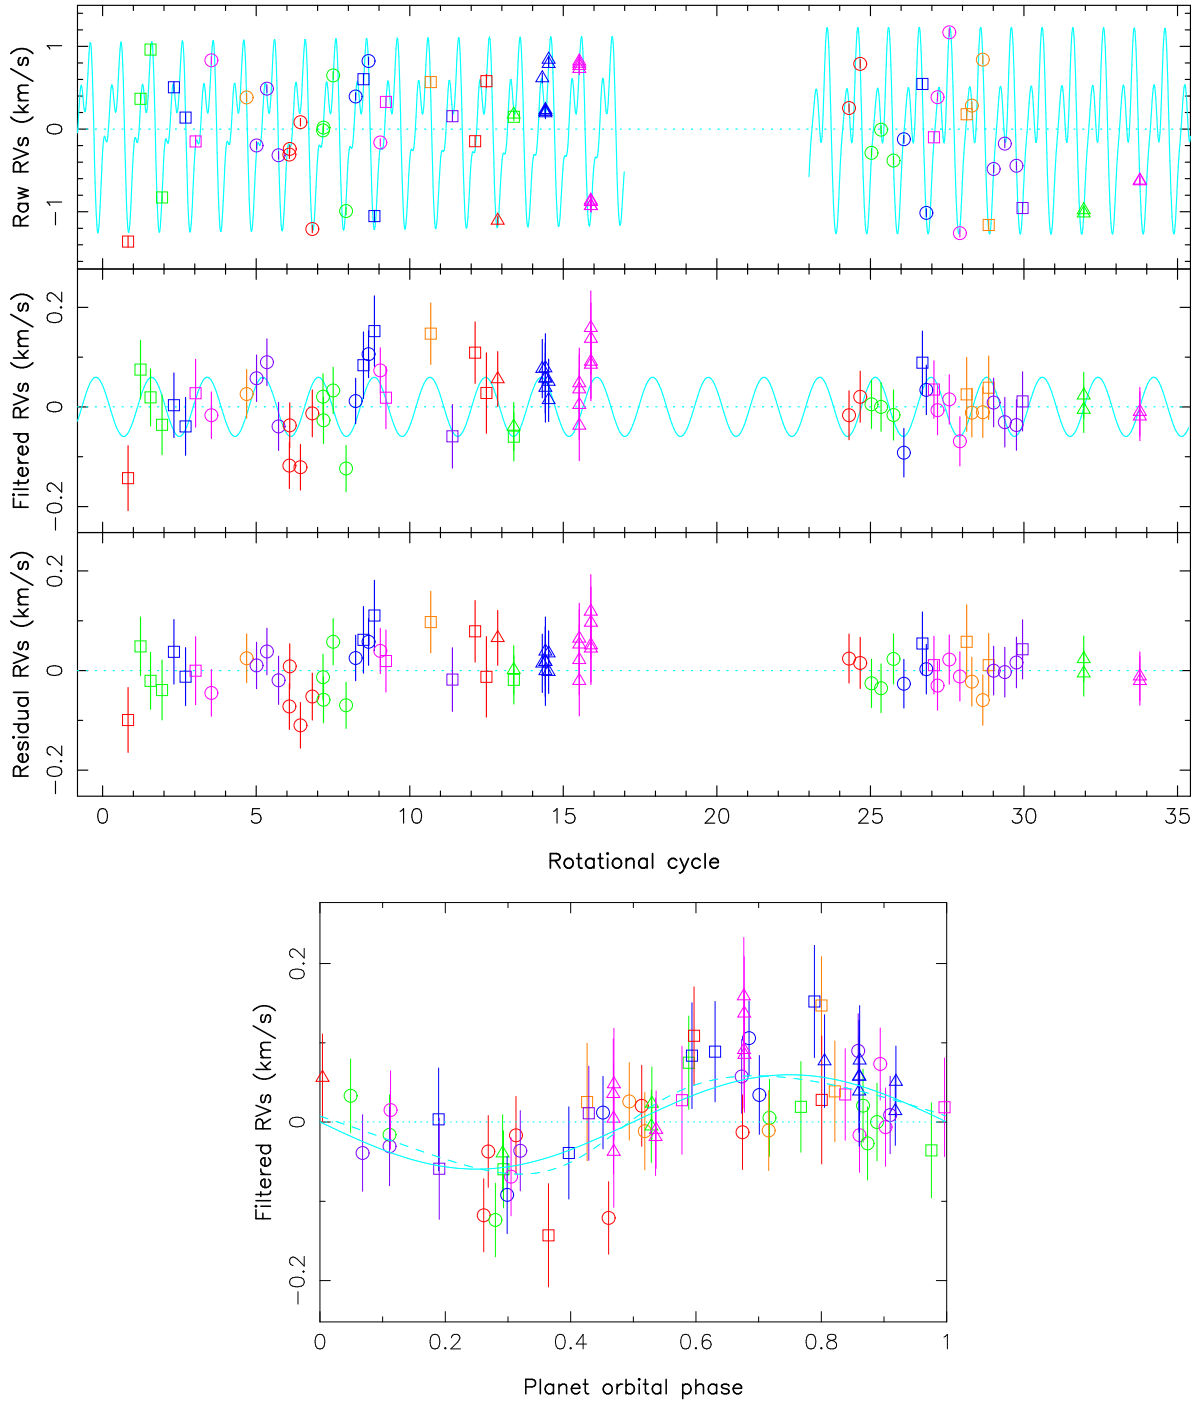 Raw RVs (km/s)
1
0
−1
Filtered RVs (km/s)
0.2
0
−0.2
Residual RVs (km/s)
0.2
0
−0.2
0 5 10 15 20 25 30 35
Rotational cycle
Filtered RVs (km/s)
0.2
0
−0.2
0 0.2 0.4 0.6 0.8 1
Planet orbital phase